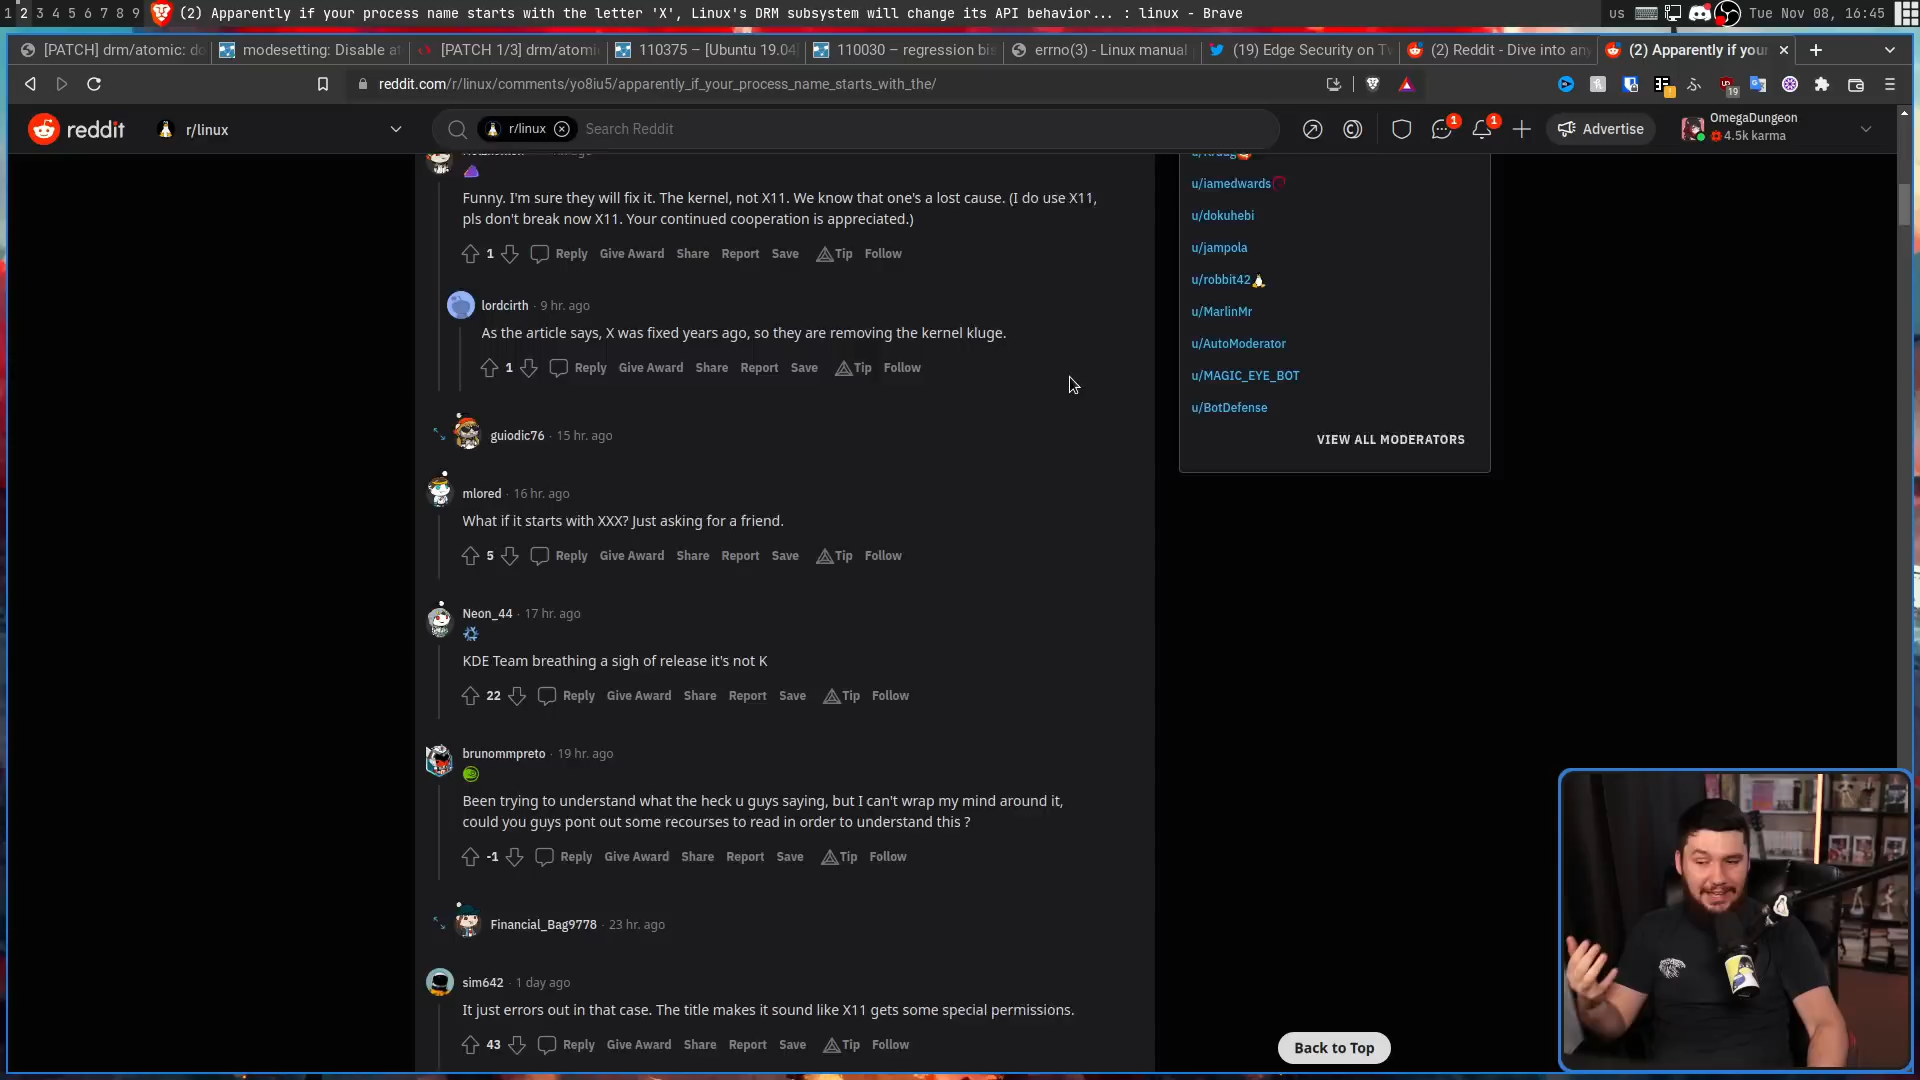 1 2 3 4 5 6 7 8 9 (2) Apparently if your process name starts with the letter 'X', Linux's DRM subsystem will change its API behavior... : linux - Brave us Tue Nov 08, 16:45
[PATCH] drm/atomic: do modesetting: Disable at [PATCH 1/3] drm/atomi 110375 – [Ubuntu 19.04 110030 – regression bis errno(3) - Linux manual (19) Edge Security on Tw (2) Reddit - Dive into any (2) Apparently if you
reddit.com/r/linux/comments/yo8iu5/apparently_if_your_process_name_starts_with_the/ 1 19
reddit r/linux r/linux Search Reddit 1 1 Advertise OmegaDungeon
4.5k karma
Funny. I'm sure they will fix it. The kernel, not X11. We know that one's a lost cause. (I do use X11,
pls don't break now X11. Your continued cooperation is appreciated.)
1 Reply Give Award Share Report Save Tip Follow
lordcirth · 9 hr. ago
As the article says, X was fixed years ago, so they are removing the kernel kluge.
1 Reply Give Award Share Report Save Tip Follow
guiodic76 · 15 hr. ago
mlored · 16 hr. ago
What if it starts with XXX? Just asking for a friend.
5 Reply Give Award Share Report Save Tip Follow
Neon_44 · 17 hr. ago
KDE Team breathing a sigh of release it's not K
22 Reply Give Award Share Report Save Tip Follow
brunommpreto · 19 hr. ago
Been trying to understand what the heck u guys saying, but I can't wrap my mind around it,
could you guys pont out some recourses to read in order to understand this ?
-1 Reply Give Award Share Report Save Tip Follow
Financial_Bag9778 · 23 hr. ago
sim642 · 1 day ago
It just errors out in that case. The title makes it sound like X11 gets some special permissions.
43 Reply Give Award Share Report Save Tip Follow
u/iamedwards
u/dokuhebi
u/jampola
u/robbit42
u/MarlinMr
u/AutoModerator
u/MAGIC_EYE_BOT
u/BotDefense
VIEW ALL MODERATORS
Back to Top